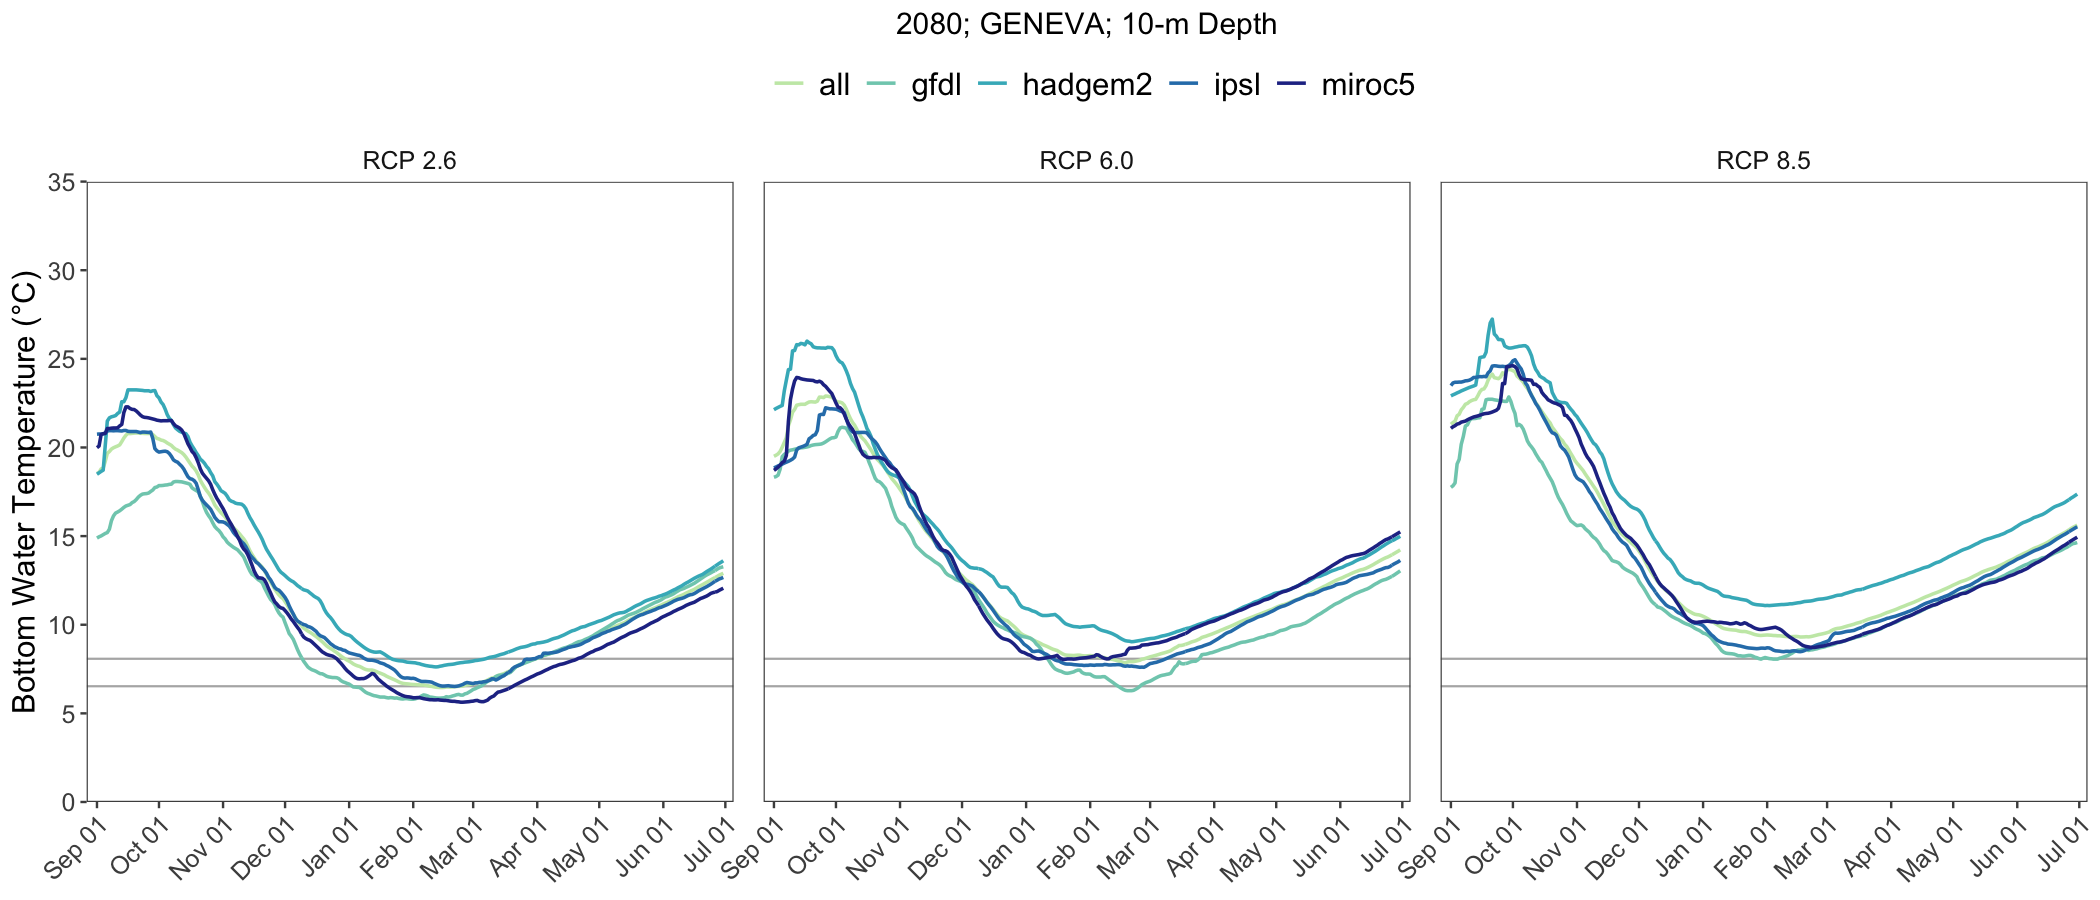 2080; GENEVA; 10-m Depth
all gfdl hadgem2 ipsl miroc5
RCP 2.6 RCP 6.0 RCP 8.5
Bottom Water Temperature (°C)
35
30
25
20
15
10
5
0
Sep 01 Oct 01 Nov 01 Dec 01 Jan 01 Feb 01 Mar 01 Apr 01 May 01 Jun 01 Jul 01
Sep 01 Oct 01 Nov 01 Dec 01 Jan 01 Feb 01 Mar 01 Apr 01 May 01 Jun 01 Jul 01
Sep 01 Oct 01 Nov 01 Dec 01 Jan 01 Feb 01 Mar 01 Apr 01 May 01 Jun 01 Jul 01